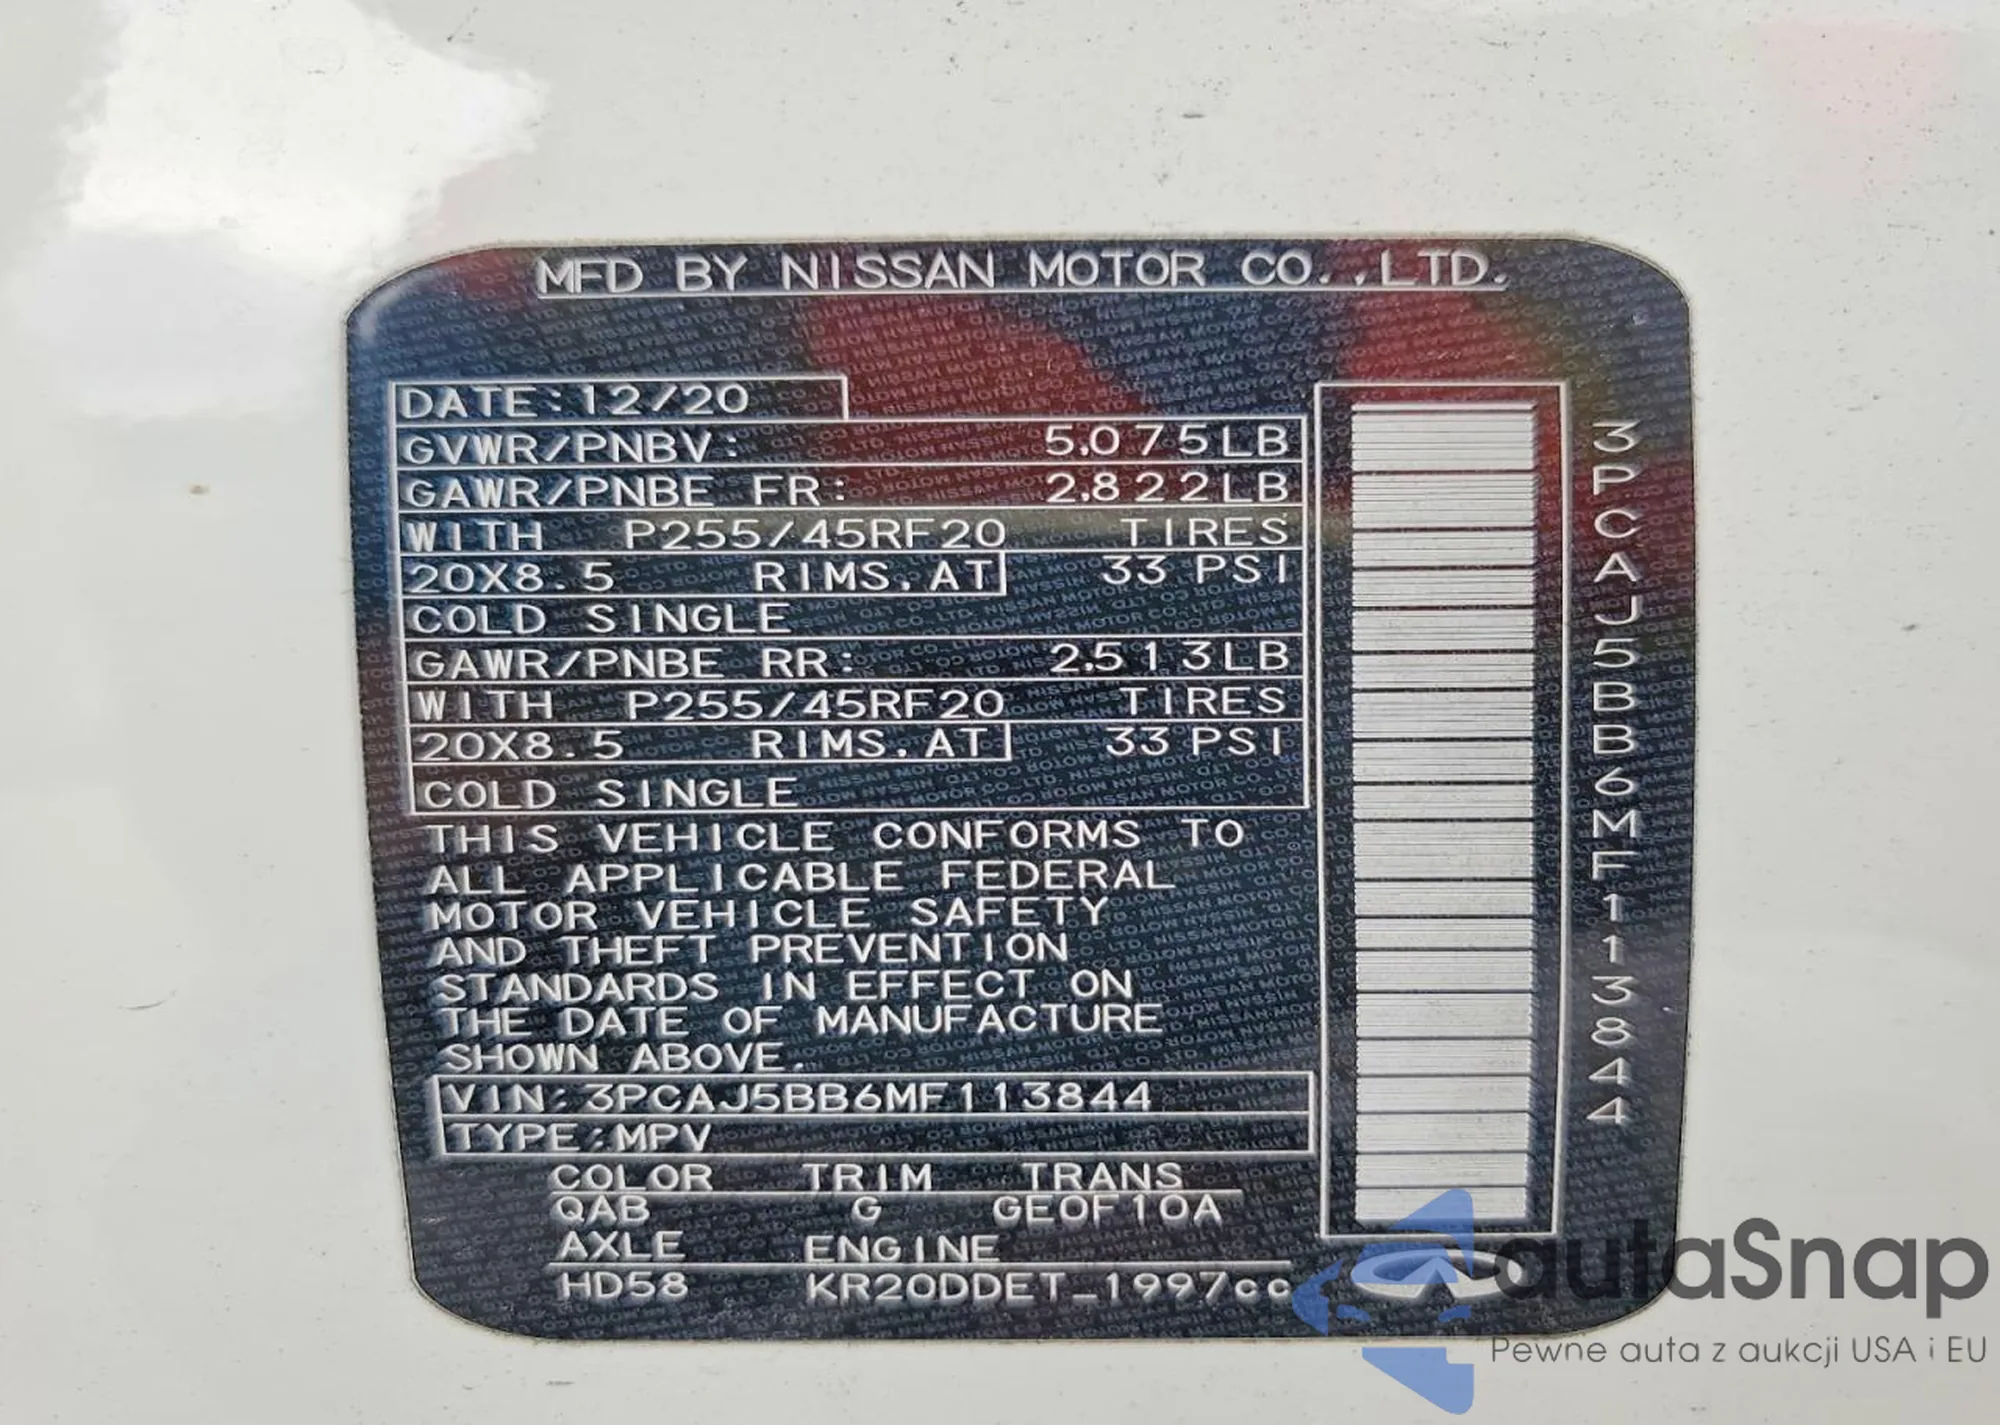 MFD BY NISSAN MOTOR CO.,LTD.
DATE:12/20
GVWR/PNBV: 5,075LB
GAWR/PNBE FR: 2,822LB
WITH P255/45RF20 TIRES
20X8.5 RIMS,AT 33 PSI
COLD SINGLE
GAWR/PNBE RR: 2,513LB
WITH P255/45RF20 TIRES
20X8.5 RIMS,AT 33 PSI
COLD SINGLE
THIS VEHICLE CONFORMS TO
ALL APPLICABLE FEDERAL
MOTOR VEHICLE SAFETY
AND THEFT PREVENTION
STANDARDS IN EFFECT ON
THE DATE OF MANUFACTURE
SHOWN ABOVE.
VIN:3PCAJ5BB6MF113844
TYPE:MPV
COLOR TRIM TRANS
QAB G GEOF10A
AXLE ENGINE
HD58 KR20DDET_1997cc
3PCAJ5BB6MF113844
autaSnap
Pewne auta z aukcji USA i EU